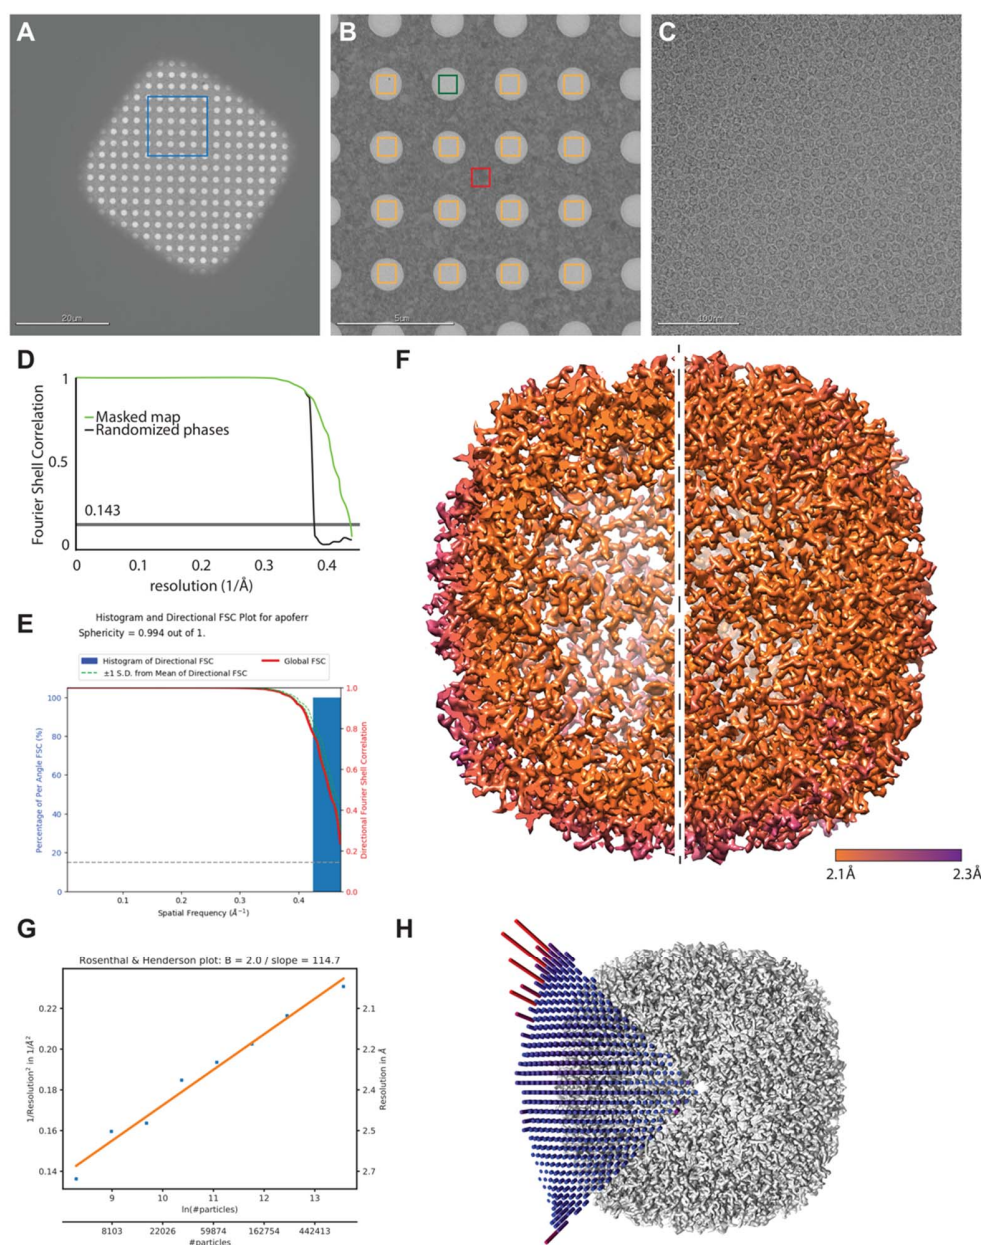 A
B
C
20μm
5μm
100nm
D
Fourier Shell Correlation
1
0.5
0.143
0
Masked map
Randomized phases
0
0.1
0.2
0.3
0.4
resolution (1/Å)
E
Histogram and Directional FSC Plot for apoferr
Sphericity = 0.994 out of 1.
Histogram of Directional FSC
Global FSC
±1 S.D. from Mean of Directional FSC
Percentage of Per Angle FSC (%)
100
80
60
40
20
0
1.0
0.8
0.6
0.4
0.2
0.0
Directional Fourier Shell Correlation
0.1
0.2
0.3
0.4
Spatial Frequency (Å⁻¹)
F
2.1Å
2.3Å
G
Rosenthal & Henderson plot: B = 2.0 / slope = 114.7
1/Resolution² in 1/Å²
0.22
0.20
0.18
0.16
0.14
2.1
2.2
2.4
2.5
2.7
Resolution in Å
9
10
11
12
13
ln(#particles)
8103
22026
59874
162754
442413
#particles
H